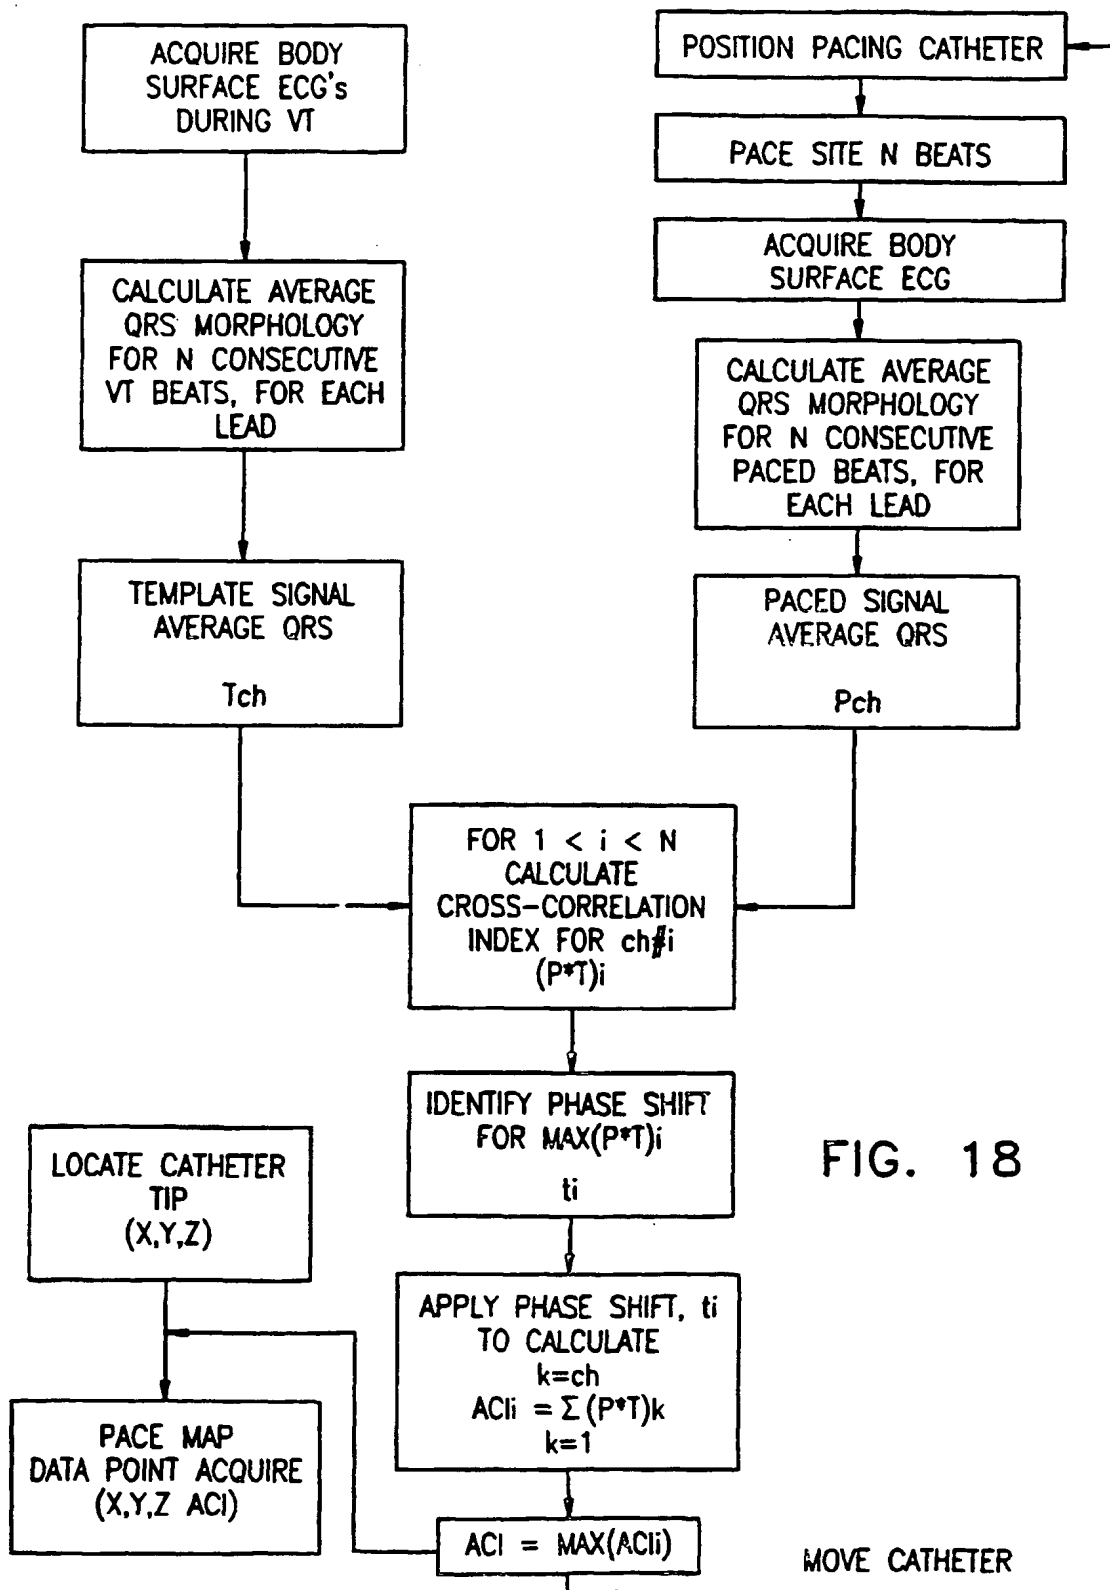 ACQUIRE BODY
SURFACE ECG's
DURING VT
CALCULATE AVERAGE
QRS MORPHOLOGY
FOR N CONSECUTIVE
VT BEATS, FOR EACH
LEAD
TEMPLATE SIGNAL
AVERAGE QRS
Tch
POSITION PACING CATHETER
PACE SITE N BEATS
ACQUIRE BODY
SURFACE ECG
CALCULATE AVERAGE
QRS MORPHOLOGY
FOR N CONSECUTIVE
PACED BEATS, FOR
EACH LEAD
PACED SIGNAL
AVERAGE QRS
Pch
FOR 1 < i < N
CALCULATE
CROSS-CORRELATION
INDEX FOR ch#i
(P*T)i
IDENTIFY PHASE SHIFT
FOR MAX(P*T)i
ti
APPLY PHASE SHIFT, ti
TO CALCULATE
k=ch
ACIi = Σ (P*T)k
k=1
ACI = MAX(ACIi)
LOCATE CATHETER
TIP
(X,Y,Z)
PACE MAP
DATA POINT ACQUIRE
(X,Y,Z ACI)
FIG. 18
MOVE CATHETER